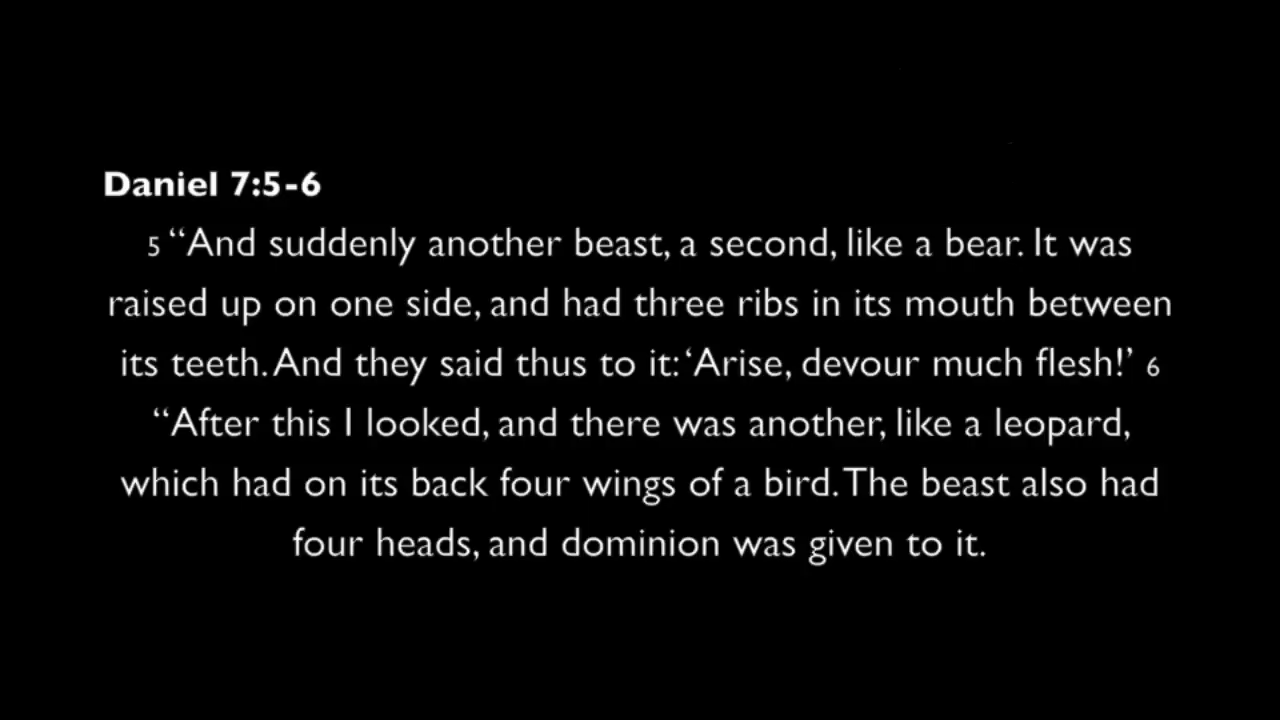 Daniel 7:5-6
5 “And suddenly another beast, a second, like a bear. It was
raised up on one side, and had three ribs in its mouth between
its teeth. And they said thus to it: ‘Arise, devour much flesh!’ 6
“After this I looked, and there was another, like a leopard,
which had on its back four wings of a bird. The beast also had
four heads, and dominion was given to it.